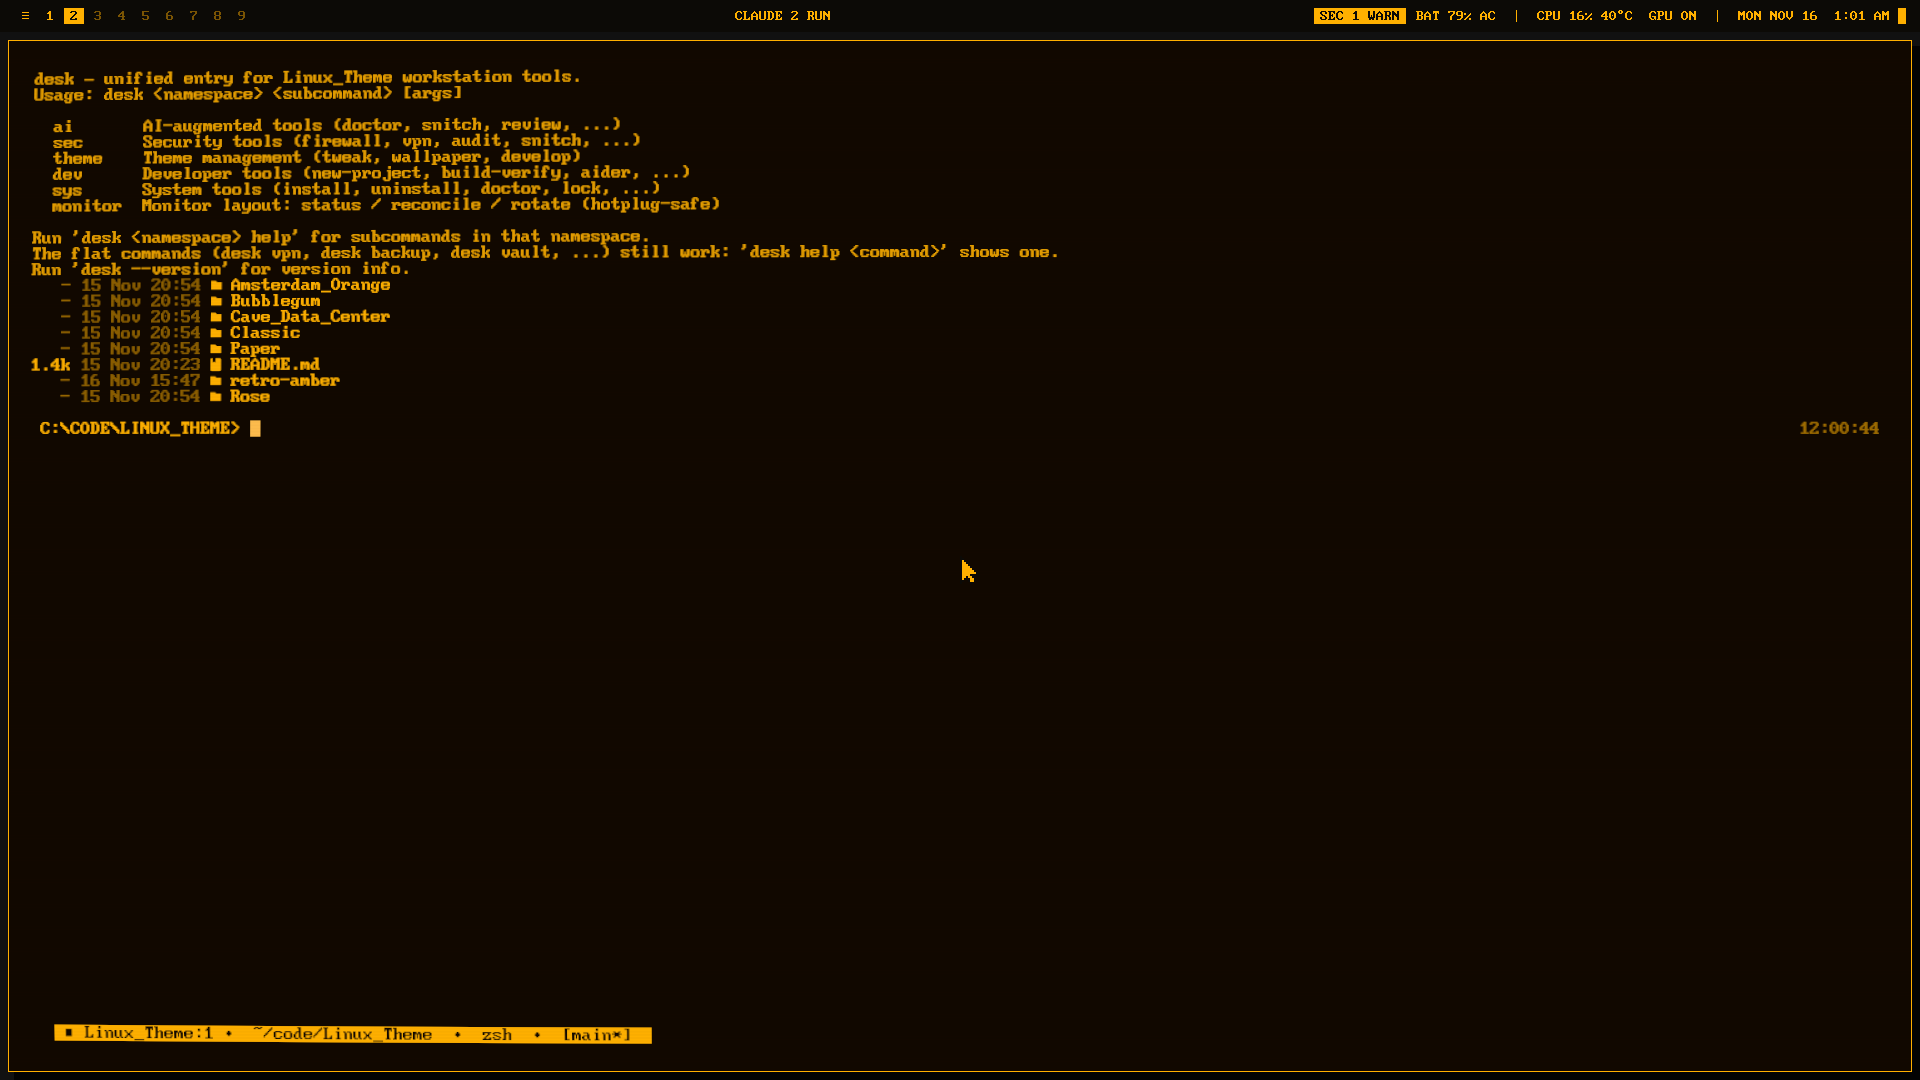 ≡ 1 2 3 4 5 6 7 8 9 CLAUDE 2 RUN SEC 1 WARN BAT 79% AC | CPU 16% 40°C GPU ON | MON NOV 16 1:01 AM
desk — unified entry for Linux_Theme workstation tools.
Usage: desk <namespace> <subcommand> [args]
ai AI-augmented tools (doctor, snitch, review, ...)
sec Security tools (firewall, vpn, audit, snitch, ...)
theme Theme management (tweak, wallpaper, develop)
dev Developer tools (new-project, build-verify, aider, ...)
sys System tools (install, uninstall, doctor, lock, ...)
monitor Monitor layout: status / reconcile / rotate (hotplug-safe)
Run 'desk <namespace> help' for subcommands in that namespace.
The flat commands (desk vpn, desk backup, desk vault, ...) still work: 'desk help <command>' shows one.
Run 'desk --version' for version info.
- 15 Nov 20:54 Amsterdam_Orange
- 15 Nov 20:54 Bubblegum
- 15 Nov 20:54 Cave_Data_Center
- 15 Nov 20:54 Classic
- 15 Nov 20:54 Paper
1.4k 15 Nov 20:23 README.md
- 16 Nov 15:47 retro-amber
- 15 Nov 20:54 Rose
C:\CODE\LINUX_THEME> 12:00:44
▪ Linux_Theme:1 • ~/code/Linux_Theme • zsh • [main*]